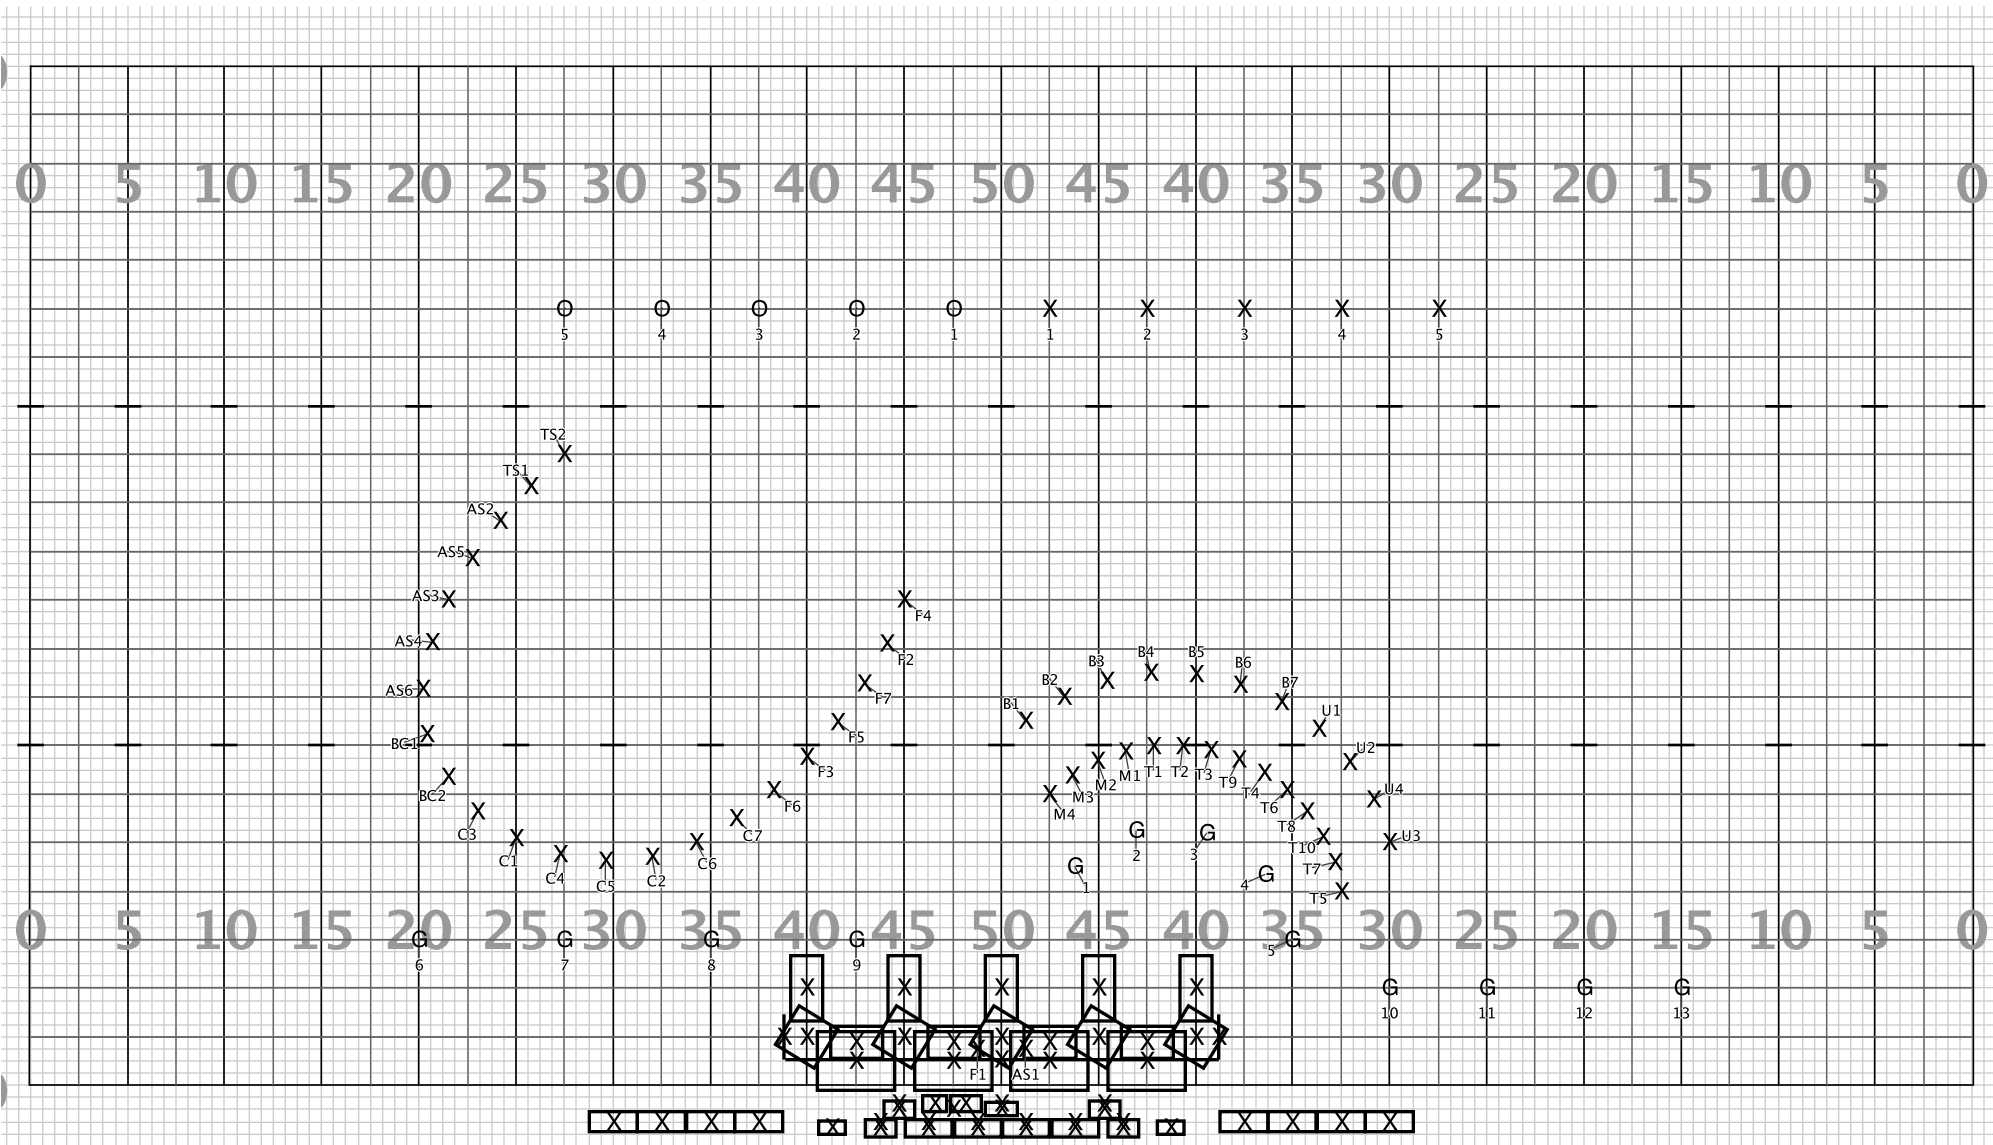 0 5 10 15 20 25 30 35 40 45 50 45 40 35 30 25 20 15 10 5 0
O O O O O X X X X X
5 4 3 2 1 1 2 3 4 5
TS2
X
TS1
X
AS2
X
AS5 X
AS3 X
X F4
AS4 X
X F2
B4 B5
B3 B6
X X
B2 X X B7
AS6 X
X F7
X X
B1 X U1
X F5
X X
BC1 X
X X X X U2
X F3
M1 T1 T2 T3 T9 X
X X X X
BC2 X
M3 M2 T4
X F6
X X T6 X U4
M4
C3 X
X C7
T8 X
G G
2 3
C1 X
X C6
T10 X
X U3
C4 X
C5 X
C2 X
T7 X
G 1
4 G
T5 X
0 5 10 15 20 25 30 35 40 45 50 45 40 35 30 25 20 15 10 5 0
G G G G G
6 7 8 9 5
X X X X X G G G G
10 11 12 13
X X X X X X X
X X X X
X X X X
F1 AS1
X X X X X
X X X X X X X X X X X X X X X X